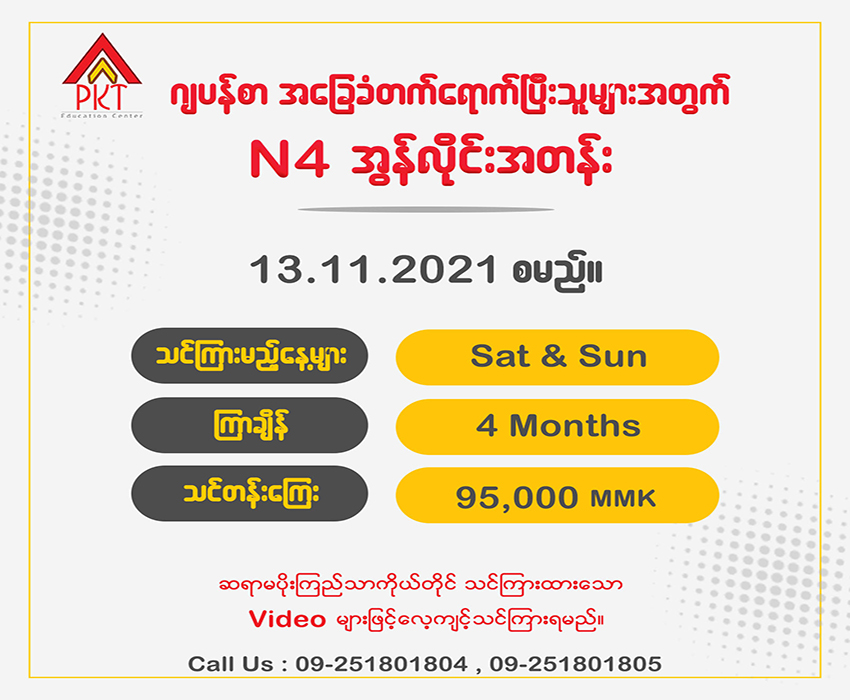 PKT
Education Center
ဂျပန်စာ အခြေခံတက်ရောက်ပြီးသူများအတွက်
N4 အွန်လိုင်းအတန်း
13.11.2021 စမည်။
သင်ကြားမည့်နေ့များ
Sat & Sun
ကြာချိန်
4 Months
သင်တန်းကြေး
95,000 MMK
ဆရာမပိုးကြည်သာကိုယ်တိုင် သင်ကြားထားသော
Video များဖြင့်လေ့ကျင့်သင်ကြားရမည်။
Call Us : 09-251801804 , 09-251801805